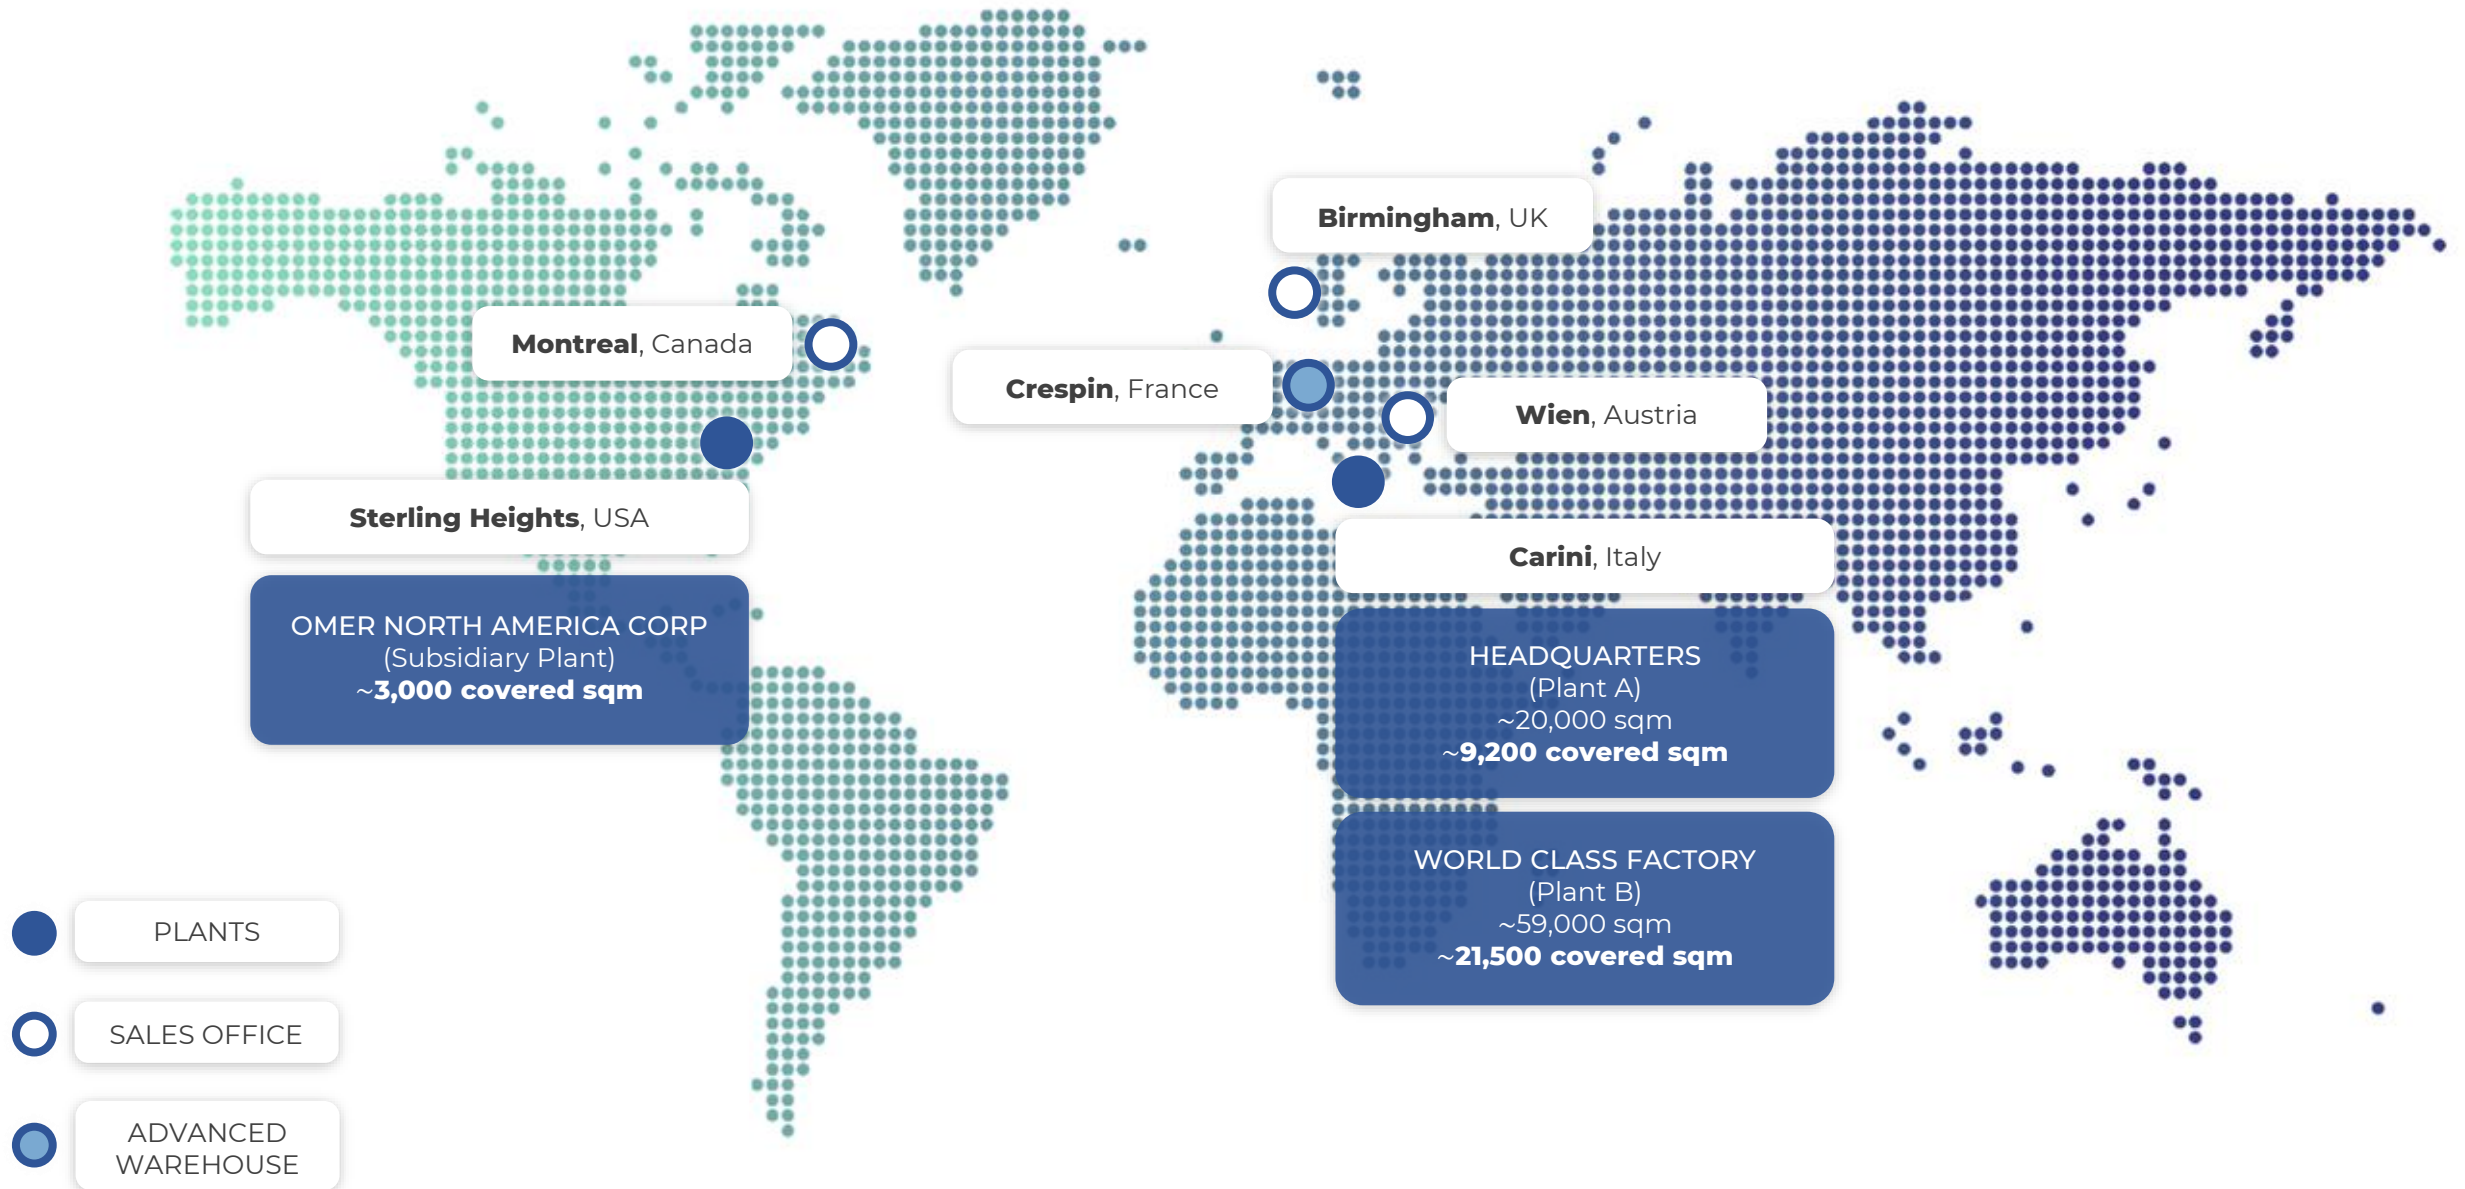 Birmingham, UK
Montreal, Canada
Crespin, France
Wien, Austria
Sterling Heights, USA
OMER NORTH AMERICA CORP
(Subsidiary Plant)
~3,000 covered sqm
Carini, Italy
HEADQUARTERS
(Plant A)
~20,000 sqm
~9,200 covered sqm
WORLD CLASS FACTORY
(Plant B)
~59,000 sqm
~21,500 covered sqm
PLANTS
SALES OFFICE
ADVANCED
WAREHOUSE